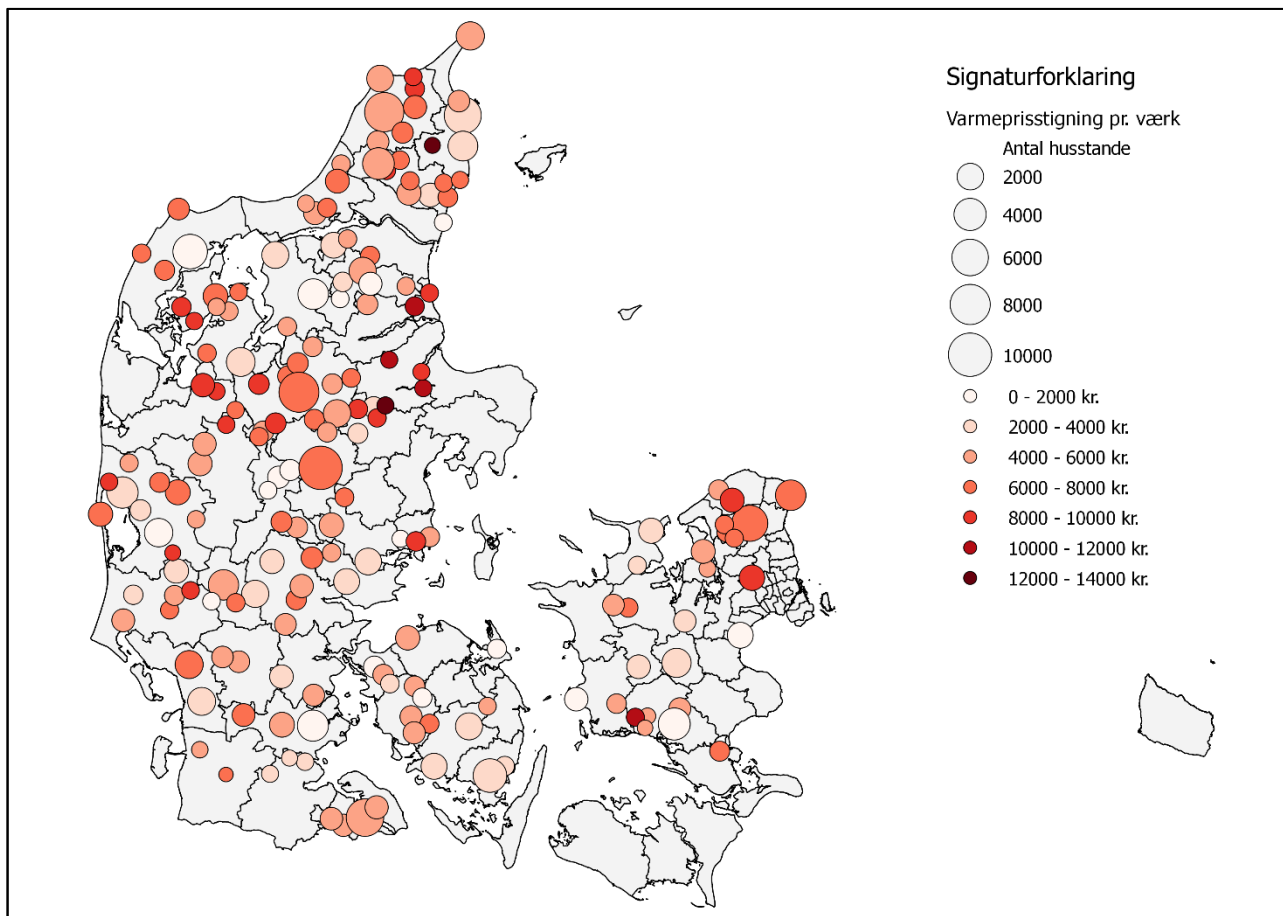 Signaturforklaring
Varmeprisstigning pr. værk
Antal husstande
2000
4000
6000
8000
10000
0 - 2000 kr.
2000 - 4000 kr.
4000 - 6000 kr.
6000 - 8000 kr.
8000 - 10000 kr.
10000 - 12000 kr.
12000 - 14000 kr.